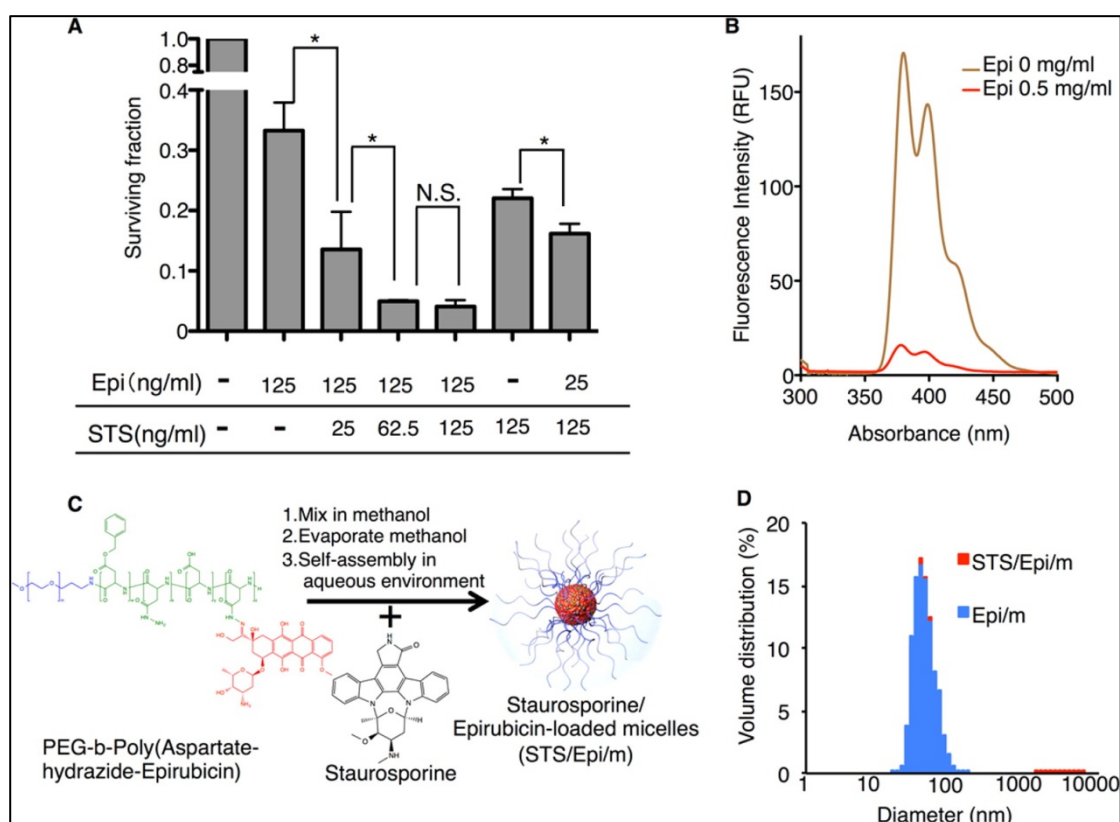 A
1.0
0.8
0.4
0.3
0.2
0.1
0
Surviving fraction
*
*
N.S.
*
Epi(ng/ml) - 125 125 125 125 - 25
STS(ng/ml) - - 25 62.5 125 125 125
B
Epi 0 mg/ml
Epi 0.5 mg/ml
150
100
50
0
Fluorescence Intensity (RFU)
300 350 400 450 500
Absorbance (nm)
C
1.Mix in methanol
2.Evaporate methanol
3.Self-assembly in
aqueous environment
+
PEG-b-Poly(Aspartate-
hydrazide-Epirubicin)
Staurosporine
Staurosporine/
Epirubicin-loaded micelles
(STS/Epi/m)
D
20
15
10
5
0
Volume distribution (%)
STS/Epi/m
Epi/m
1 10 100 1000 10000
Diameter (nm)